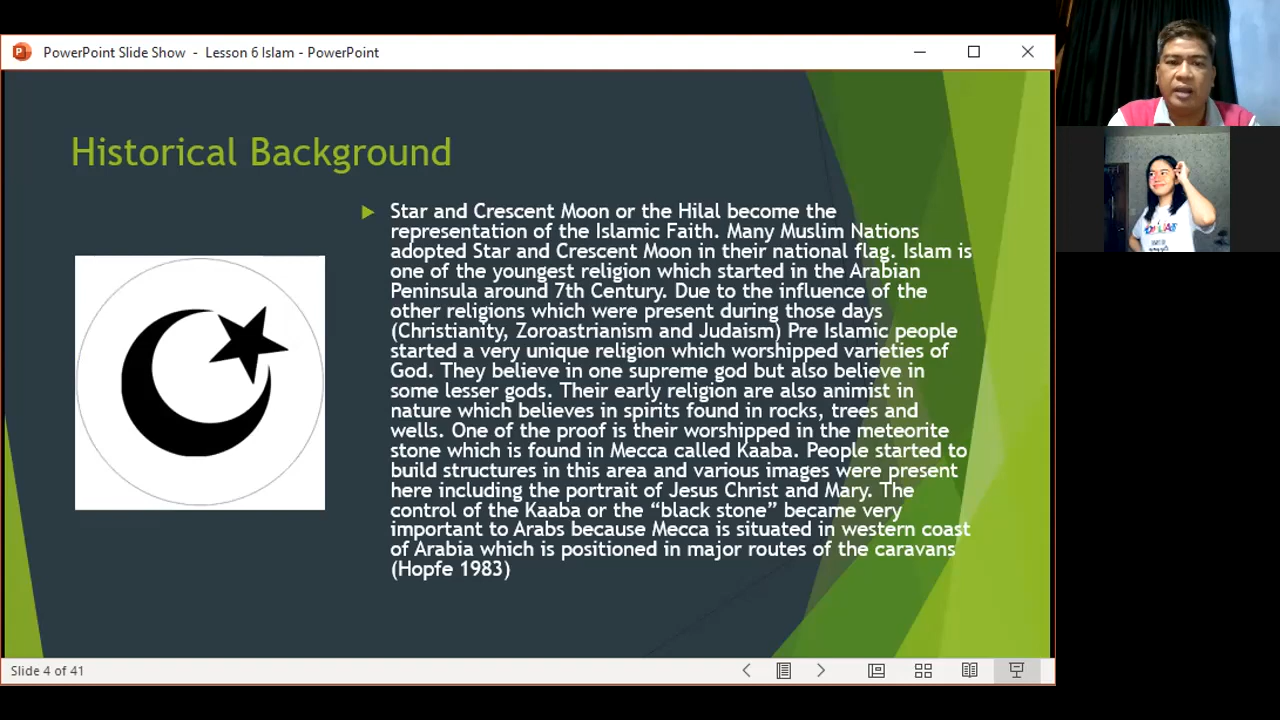 PowerPoint Slide Show - Lesson 6 Islam - PowerPoint
Historical Background
Star and Crescent Moon or the Hilal become the
representation of the Islamic Faith. Many Muslim Nations
adopted Star and Crescent Moon in their national flag. Islam is
one of the youngest religion which started in the Arabian
Peninsula around 7th Century. Due to the influence of the
other religions which were present during those days
(Christianity, Zoroastrianism and Judaism) Pre Islamic people
started a very unique religion which worshipped varieties of
God. They believe in one supreme god but also believe in
some lesser gods. Their early religion are also animist in
nature which believes in spirits found in rocks, trees and
wells. One of the proof is their worshipped in the meteorite
stone which is found in Mecca called Kaaba. People started to
build structures in this area and various images were present
here including the portrait of Jesus Christ and Mary. The
control of the Kaaba or the “black stone” became very
important to Arabs because Mecca is situated in western coast
of Arabia which is positioned in major routes of the caravans
(Hopfe 1983)
Slide 4 of 41